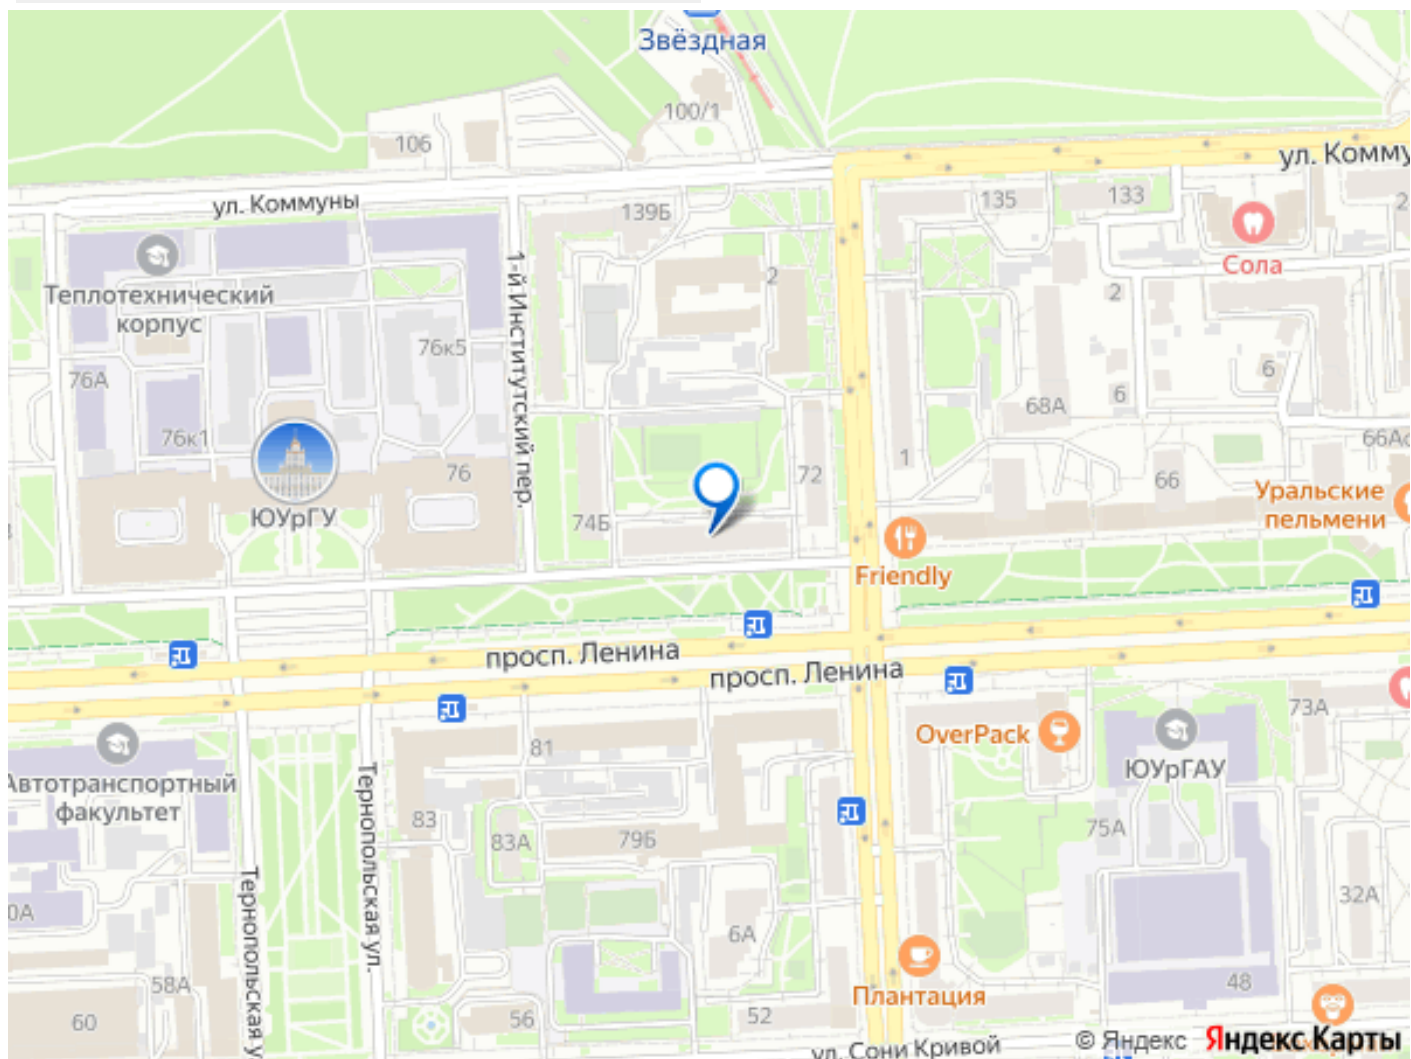 Звёздная
100/1
106
ул. Комму
135
133
ул. Коммуны
139Б
2
Сола
1-й Институтский пер.
2
2
Теплотехнический
корпус
76к5
76А
6
6
68А
76к1
66Ас
1
76
72
66
Уральские
пельмени
ЮУрГУ
74Б
Friendly
просп. Ленина
просп. Ленина
73А
OverPack
81
ЮУрГАУ
Автотранспортный
факультет
Тернопольская ул.
83
83А
79Б
75А
Тернопольская у
0А
32А
6А
58А
48
Плантация
60
56
52
ул. Сони Кривой
© Яндекс Яндекс Карты